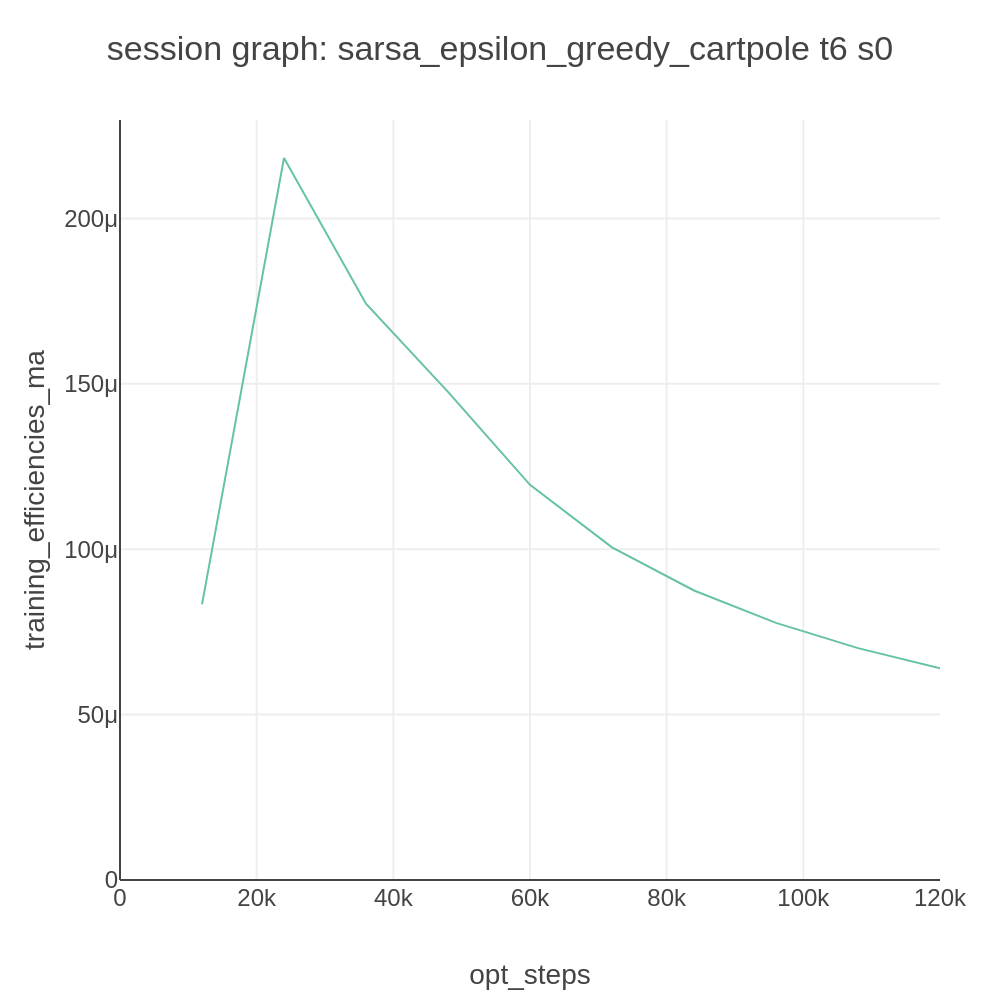 session graph: sarsa_epsilon_greedy_cartpole t6 s0
training_efficiencies_ma
200μ
150μ
100μ
50μ
0
0
20k
40k
60k
80k
100k
120k
opt_steps